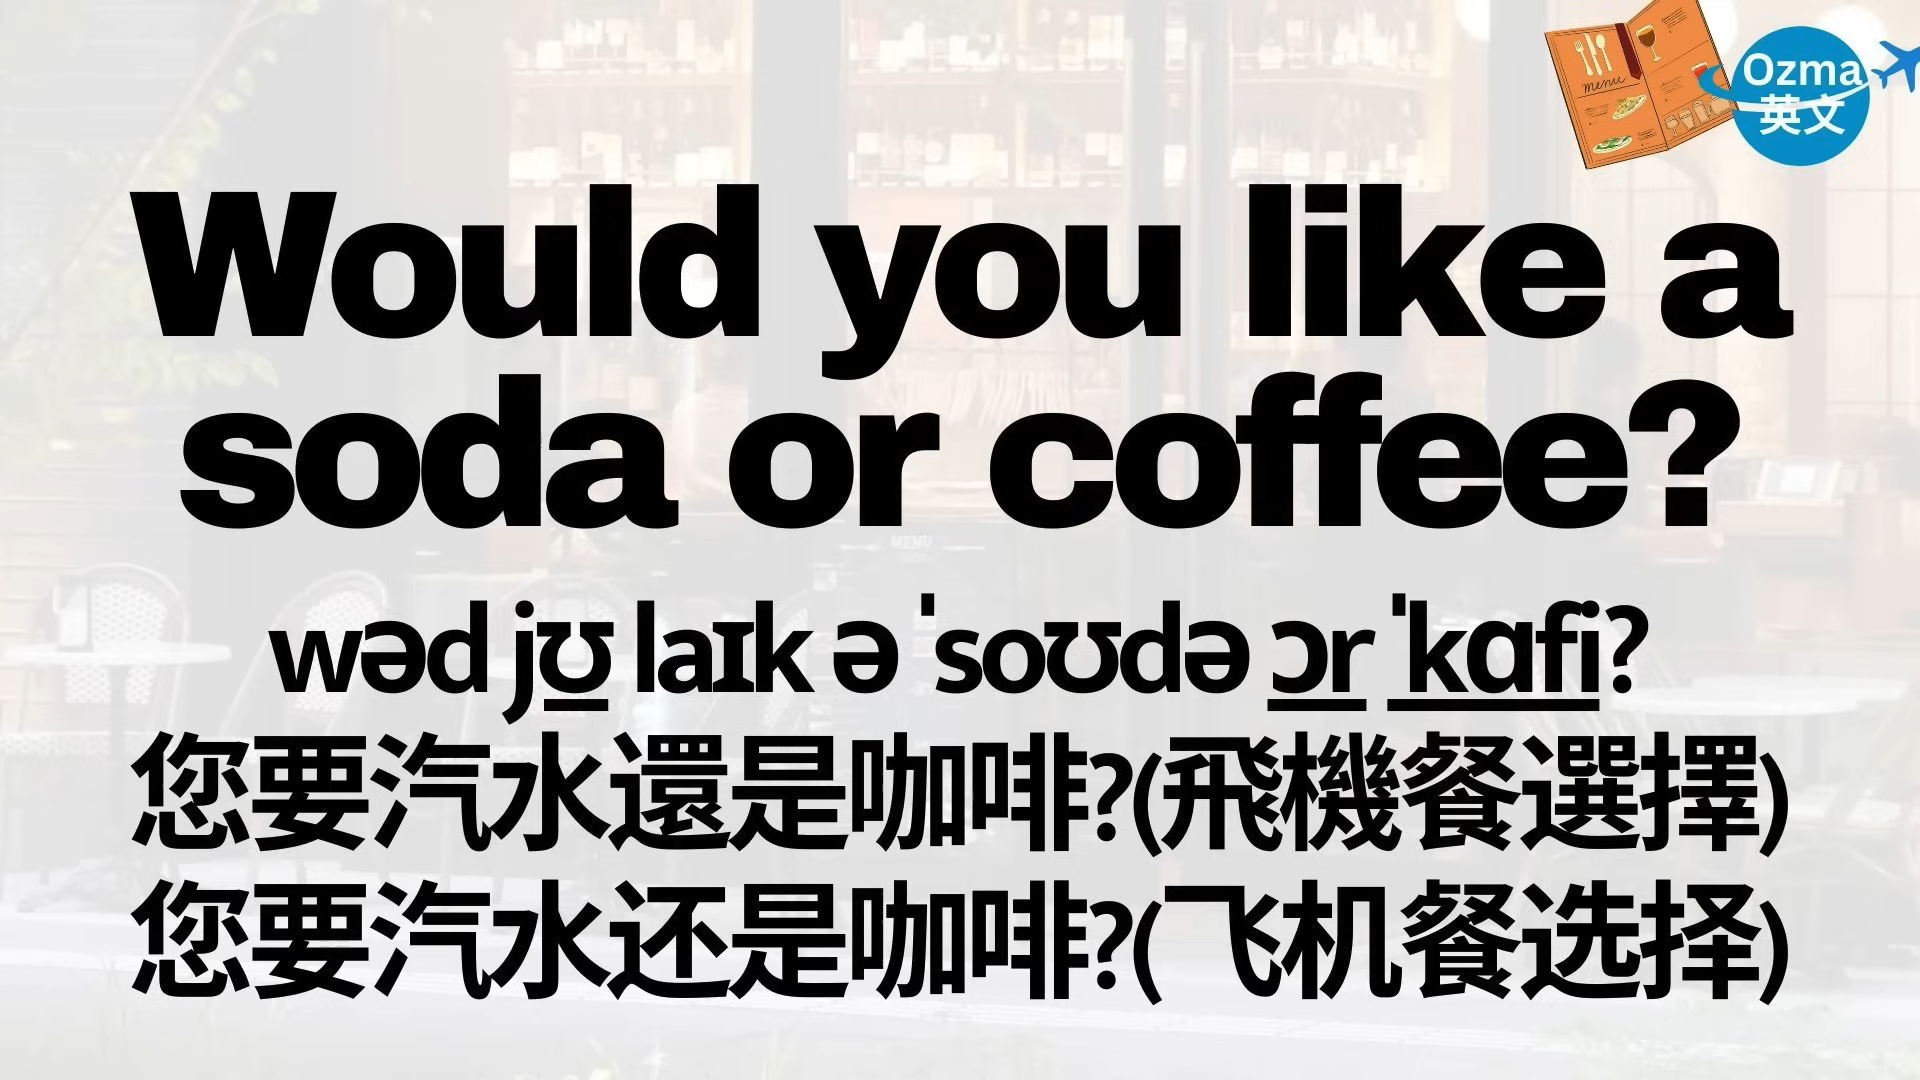 menu
Ozma
英文
Would you like a
soda or coffee?
wəd jʊ laɪk ə ˈsoʊdə ɔr ˈkɑfi?
您要汽水還是咖啡?(飛機餐選擇)
您要汽水还是咖啡?(飞机餐选择)
MENU